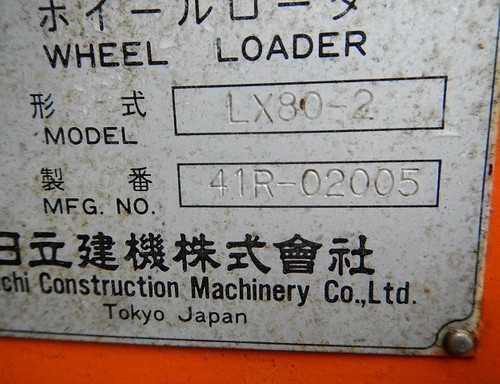 ホイールローダ
WHEEL LOADER
形 式 LX80-2
MODEL
製 番 41R-02005
MFG. NO.
日立建機株式會社
chi Construction Machinery Co.,Ltd.
Tokyo Japan